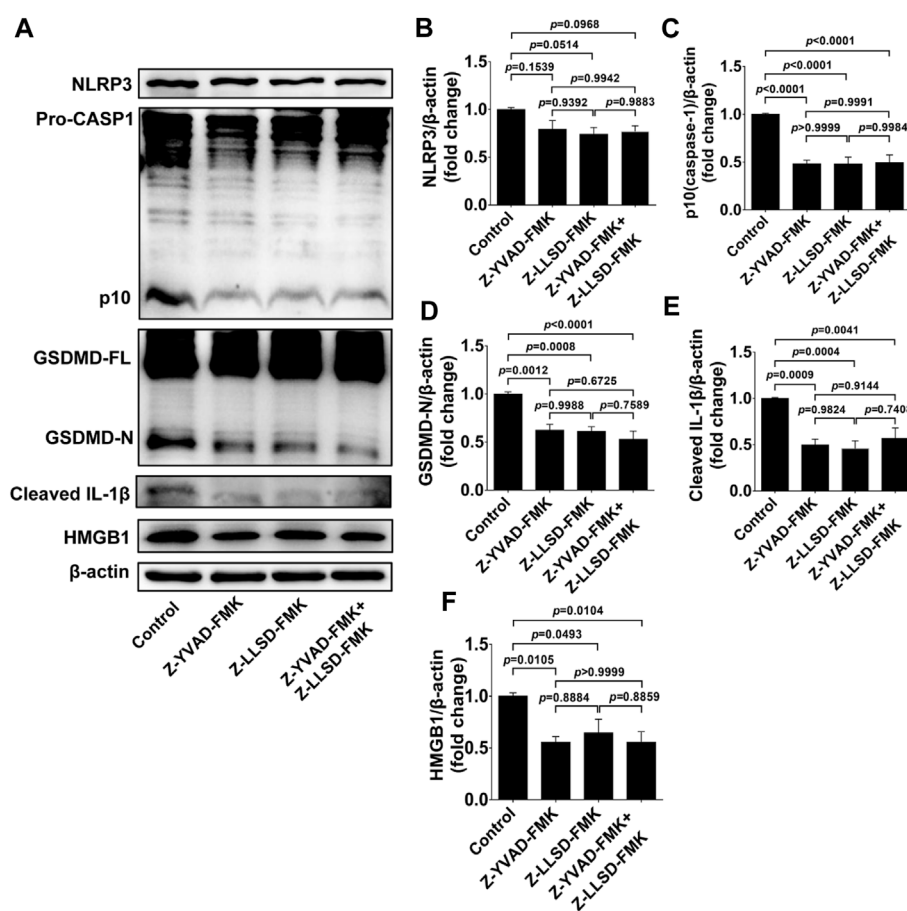 A
NLRP3
Pro-CASP1
p10
GSDMD-FL
GSDMD-N
Cleaved IL-1β
HMGB1
β-actin
Control
Z-YVAD-FMK
Z-LLSD-FMK
Z-YVAD-FMK+
Z-LLSD-FMK
B
p=0.0968
p=0.0514
p=0.1539
p=0.9942
p=0.9392
p=0.9883
NLRP3/β-actin
(fold change)
1.5
1.0
0.5
0.0
Control
Z-YVAD-FMK
Z-LLSD-FMK
Z-YVAD-FMK+
Z-LLSD-FMK
C
p<0.0001
p<0.0001
p<0.0001
p=0.9991
p>0.9999
p=0.9984
p10(caspase-1)/β-actin
(fold change)
1.5
1.0
0.5
0.0
Control
Z-YVAD-FMK
Z-LLSD-FMK
Z-YVAD-FMK+
Z-LLSD-FMK
D
p<0.0001
p=0.0008
p=0.0012
p=0.6725
p=0.9988
p=0.7589
GSDMD-N/β-actin
(fold change)
1.5
1.0
0.5
0.0
Control
Z-YVAD-FMK
Z-LLSD-FMK
Z-YVAD-FMK+
Z-LLSD-FMK
E
p=0.0041
p=0.0004
p=0.0009
p=0.9144
p=0.9824
p=0.7408
Cleaved IL-1β/β-actin
(fold change)
1.5
1.0
0.5
0.0
Control
Z-YVAD-FMK
Z-LLSD-FMK
Z-YVAD-FMK+
Z-LLSD-FMK
F
p=0.0104
p=0.0493
p=0.0105
p>0.9999
p=0.8884
p=0.8859
HMGB1/β-actin
(fold change)
1.5
1.0
0.5
0.0
Control
Z-YVAD-FMK
Z-LLSD-FMK
Z-YVAD-FMK+
Z-LLSD-FMK